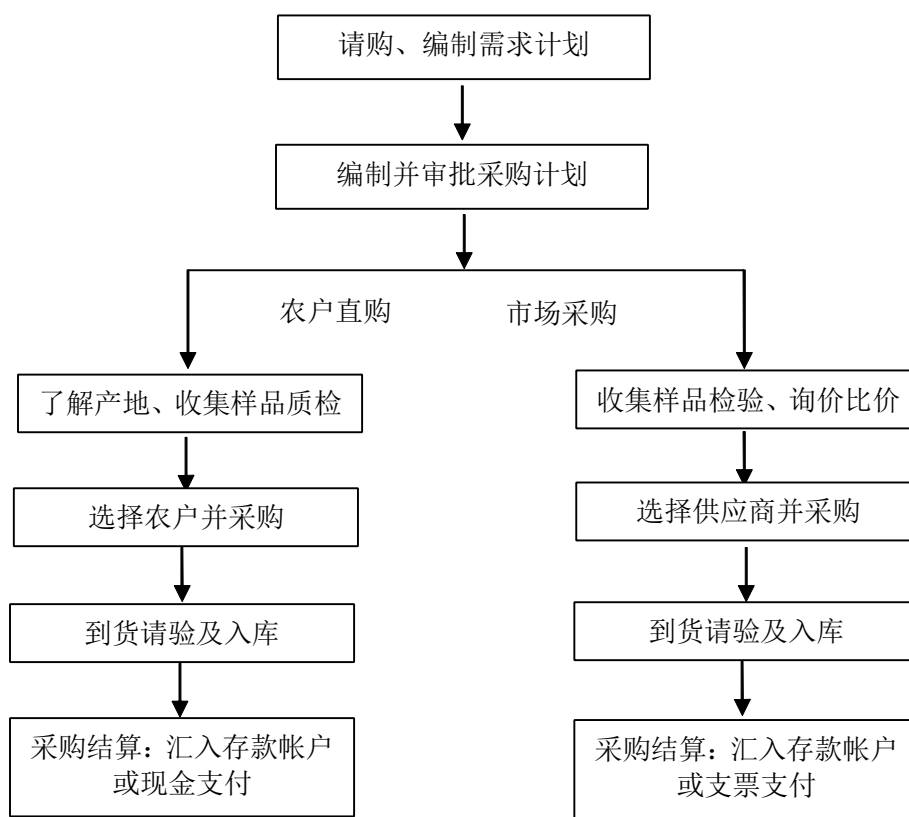 请购、编制需求计划
编制并审批采购计划
农户直购
市场采购
了解产地、收集样品质检
收集样品检验、询价比价
选择农户并采购
选择供应商并采购
到货请验及入库
到货请验及入库
采购结算：汇入存款帐户
或现金支付
采购结算：汇入存款帐户
或支票支付